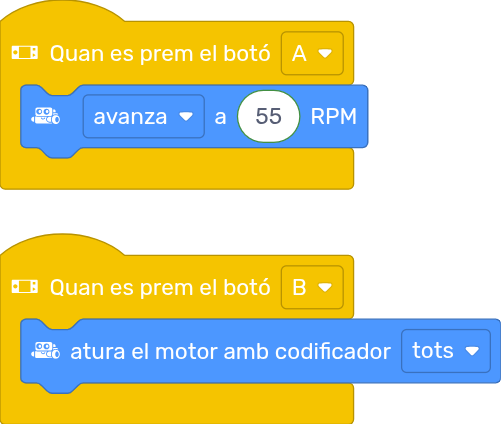 Quan es prem el botó A
avanza a 55 RPM
Quan es prem el botó B
atura el motor amb codificador tots